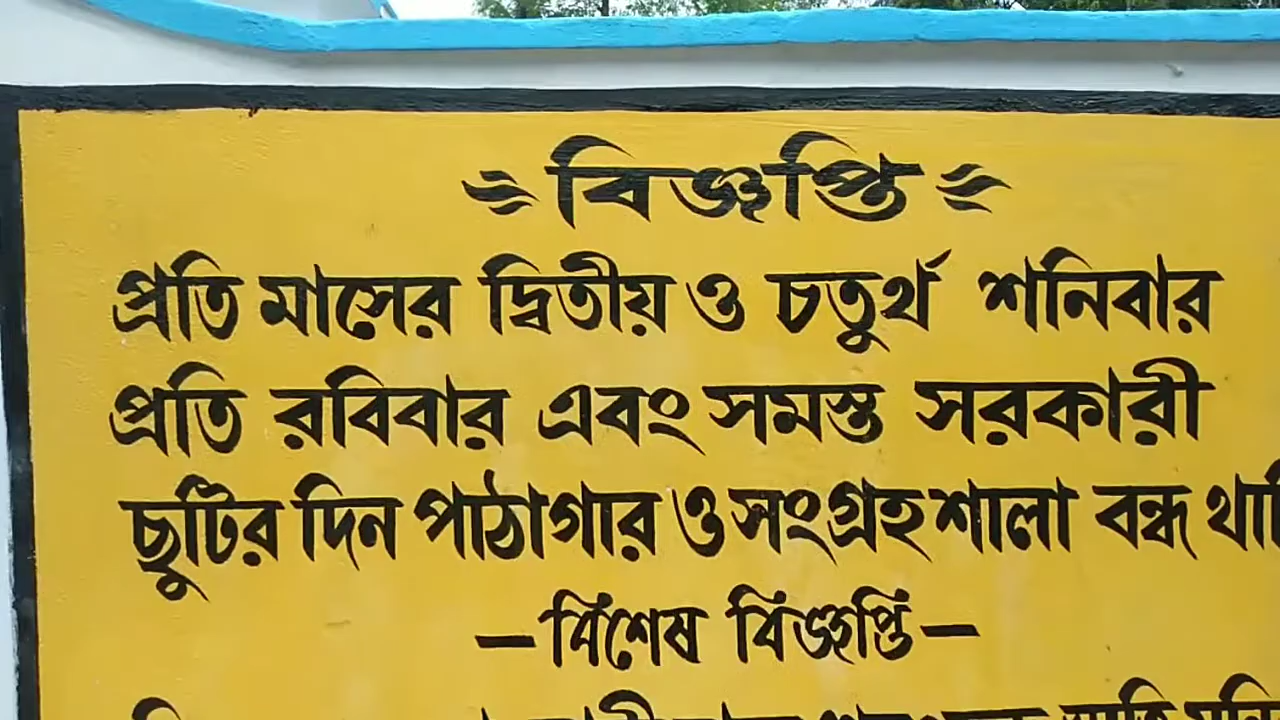 বিজ্ঞপ্তি
প্রতি মাসের দ্বিতীয় ও চতুর্থ শনিবার
প্রতি রবিবার এবং সমস্ত সরকারী
ছুটির দিন পাঠাগার ও সংগ্রহশালা বন্ধ
—বিশেষ বিজ্ঞপ্তি—